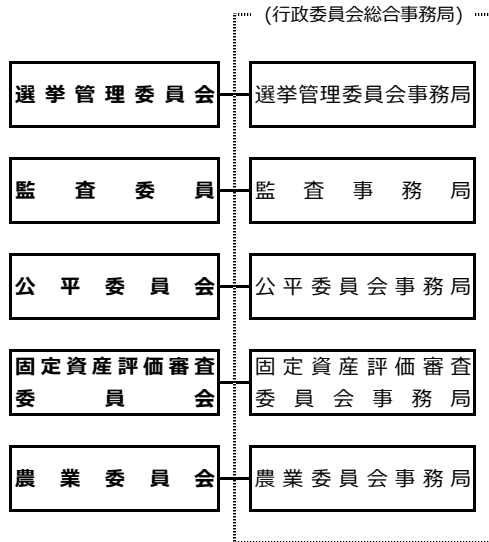 (行政委員会総合事務局)
選挙管理委員会
選挙管理委員会事務局
監査委員
監査事務局
公平委員会
公平委員会事務局
固定資産評価審査
委員会
固定資産評価審査
委員会事務局
農業委員会
農業委員会事務局